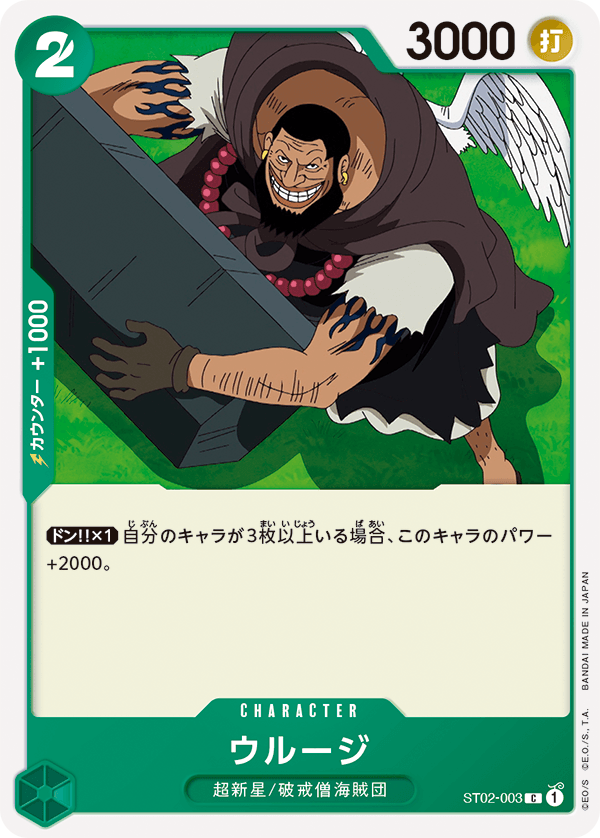 2
3000 打
カウンター +1000
ドン!!×1 自分のキャラが3枚以上いる場合、このキャラのパワー
+2000。
CHARACTER
ウルージ
超新星/破戒僧海賊団
ST02-003 C 1
©EO/S ©E.O./S., T.A. BANDAI MADE IN JAPAN